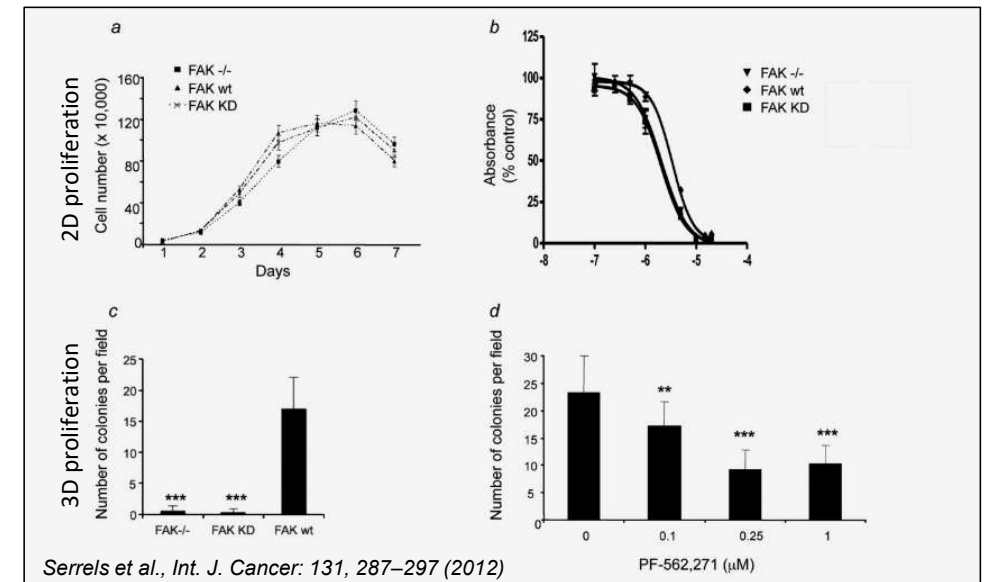 2D proliferation
a
FAK -/-
FAK wt
FAK KD
Cell number (x 10,000)
160
120
80
40
0
1 2 3 4 5 6 7
Days
b
125
100
75
50
25
0
-8 -7 -6 -5 -4
Absorbance
(% control)
FAK -/-
FAK wt
FAK KD
3D proliferation
c
Number of colonies per field
25
20
15
10
5
0
*** ***
FAK-/- FAK KD FAK wt
d
Number of colonies per field
30
25
20
15
10
5
0
** *** ***
0 0.1 0.25 1
PF-562,271 (µM)
Serrels et al., Int. J. Cancer: 131, 287–297 (2012)